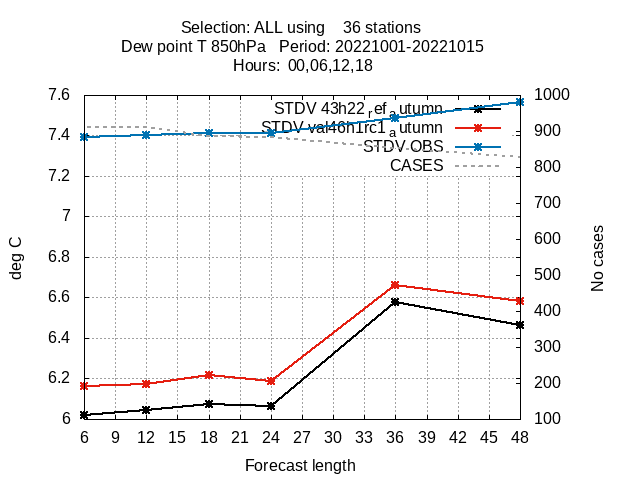 Selection: ALL using    36 stations
Dew point T 850hPa   Period: 20221001-20221015
Hours:  00,06,12,18
7.6
7.4
7.2
7
6.8
6.6
6.4
6.2
6
deg C
STDV 43h22_ref_autumn
STDV val46h1rc1_autumn
STDV OBS
CASES
1000
900
800
700
600
500
400
300
200
100
No cases
6 9 12 15 18 21 24 27 30 33 36 39 42 45 48
Forecast length